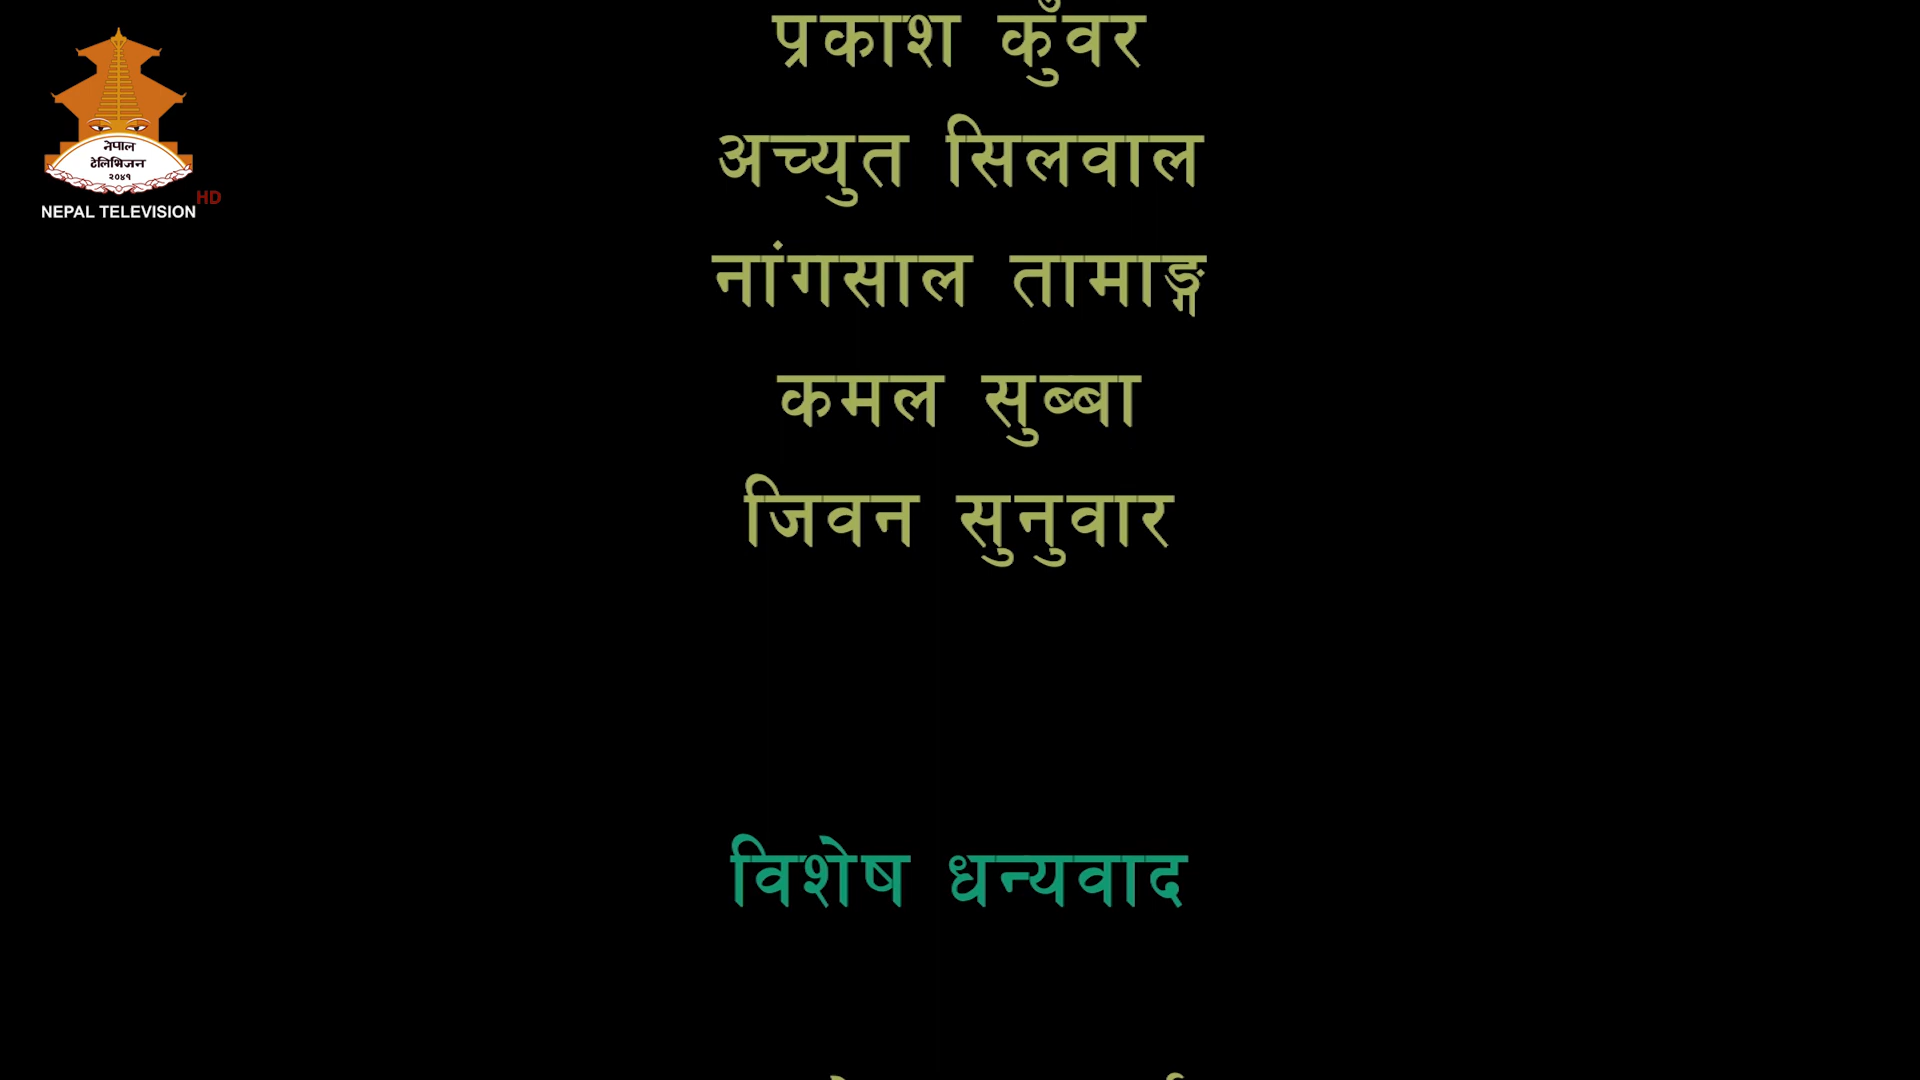 प्रकाश कुँवर
अच्युत सिलवाल
नांगसाल तामाङ्ग
कमल सुब्बा
जिवन सुनुवार
विशेष धन्यवाद
नेपाल
टेलिभिजन
२०४१
HD
NEPAL TELEVISION